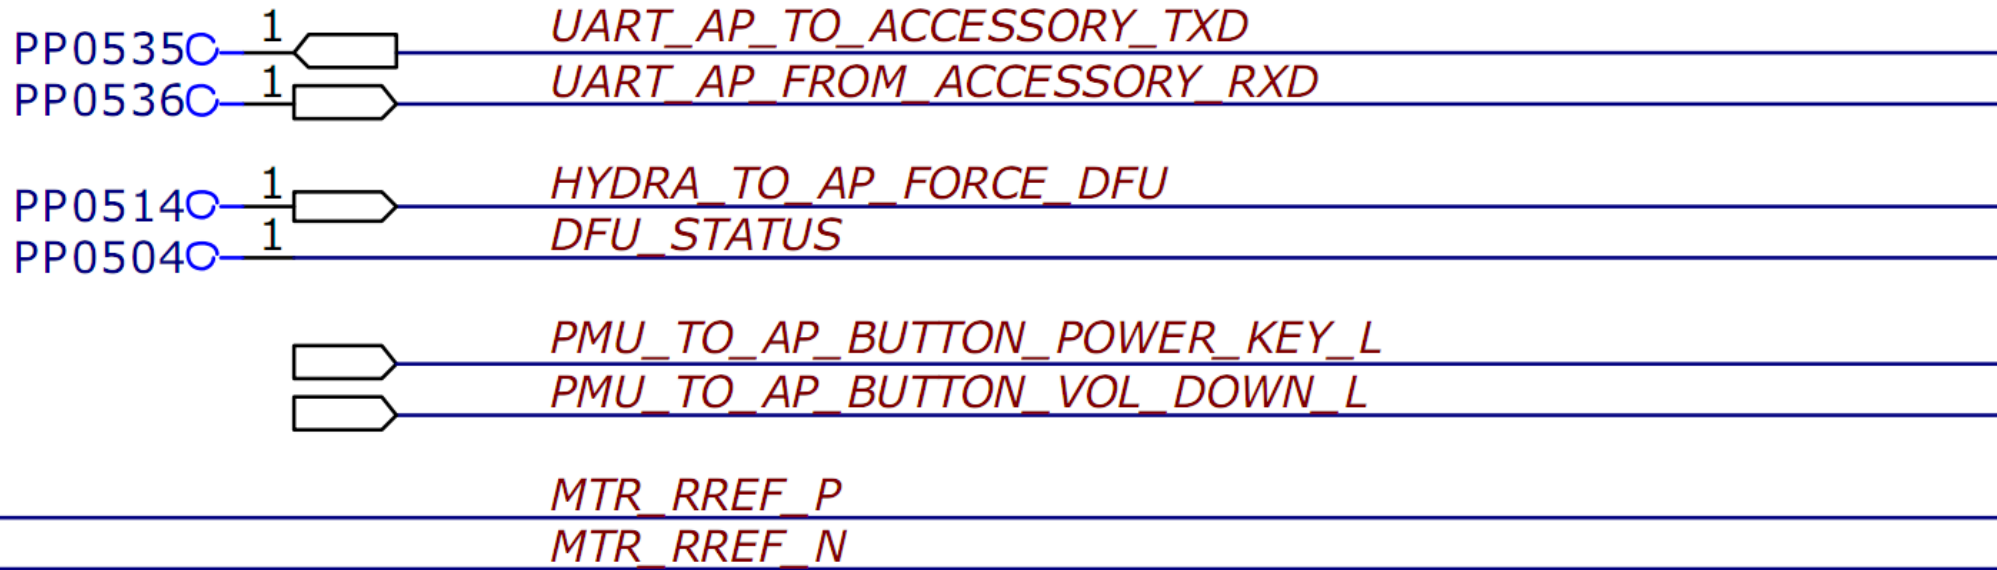 1 UART_AP_TO_ACCESSORY_TXD
PP0535
1 UART_AP_FROM_ACCESSORY_RXD
PP0536
1 HYDRA_TO_AP_FORCE_DFU
PP0514
1 DFU_STATUS
PP0504
PMU_TO_AP_BUTTON_POWER_KEY_L
PMU_TO_AP_BUTTON_VOL_DOWN_L
MTR_RREF_P
MTR_RREF_N